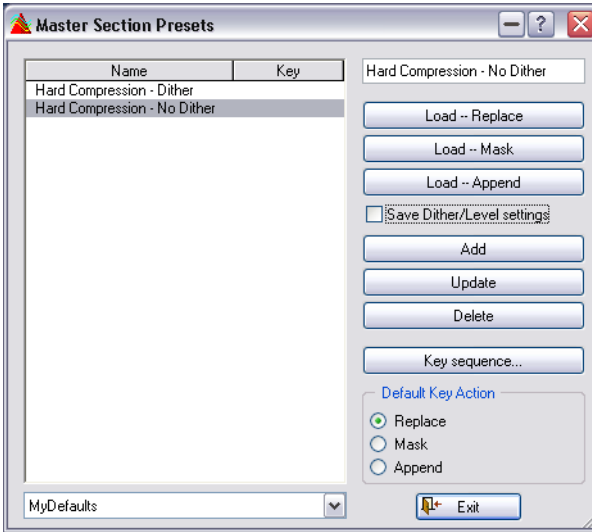 Master Section Presets
?
Name Key
Hard Compression - Dither
Hard Compression - No Dither
MyDefaults
Hard Compression - No Dither
Load -- Replace
Load -- Mask
Load -- Append
Save Dither/Level settings
Add
Update
Delete
Key sequence...
Default Key Action
Replace
Mask
Append
Exit